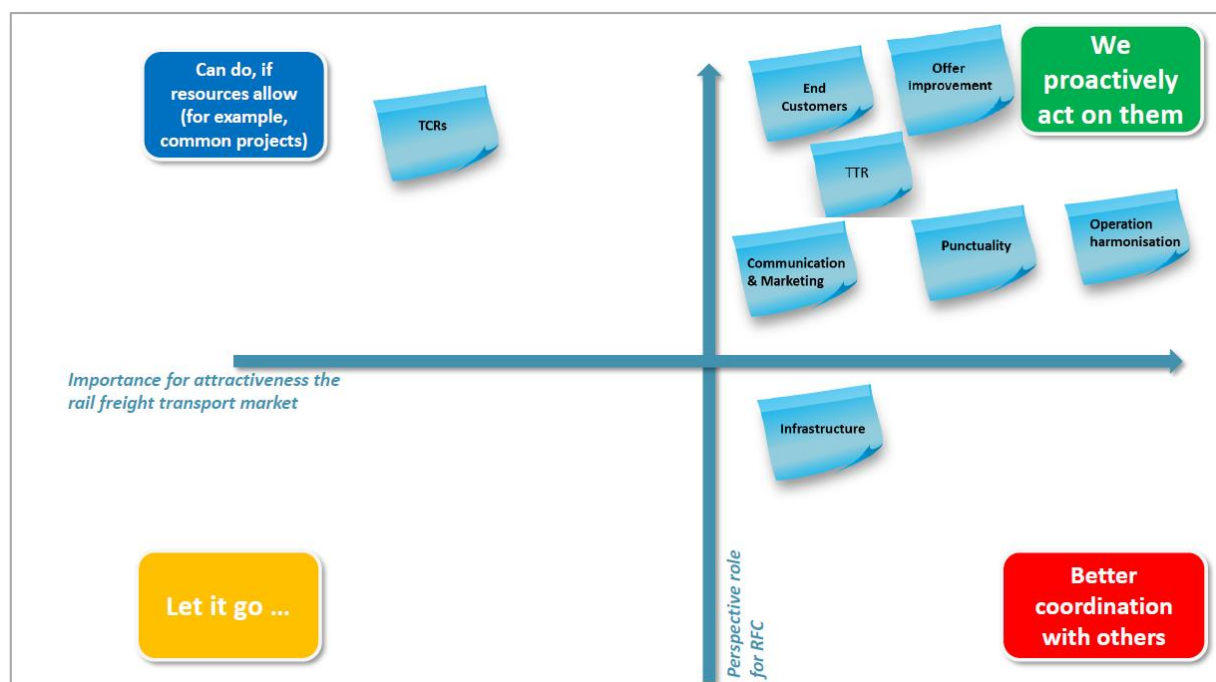 Can do, if
resources allow
(for example,
common projects)
TCRs
End
Customers
Offer
improvement
We
proactively
act on them
TTR
Communication
& Marketing
Punctuality
Operation
harmonisation
Importance for attractiveness the
rail freight transport market
Infrastructure
Let it go ...
Perspective role
for RFC
Better
coordination
with others